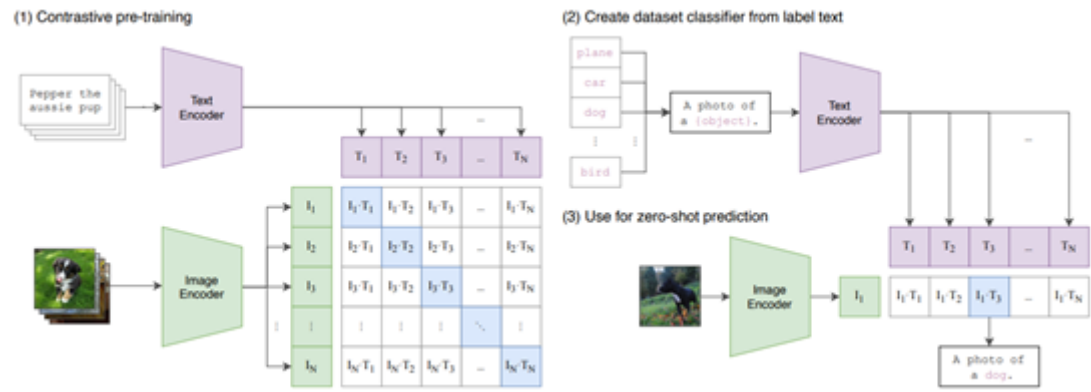 (1) Contrastive pre-training
Pepper the
aussie pup
Text
Encoder
...
T1 T2 T3 ... TN
I1 I1·T1 I1·T2 I1·T3 ... I1·TN
I2 I2·T1 I2·T2 I2·T3 ... I2·TN
Image
Encoder
I3 I3·T1 I3·T2 I3·T3 ... I3·TN
⋮ ⋮ ⋮ ⋮ ⋮ ⋱ ⋮
IN IN·T1 IN·T2 IN·T3 ... IN·TN
(2) Create dataset classifier from label text
plane
car
dog
⋮ ⋮
bird
A photo of
a {object}.
Text
Encoder
...
(3) Use for zero-shot prediction
T1 T2 T3 ... TN
Image
Encoder
I1 I1·T1 I1·T2 I1·T3 ... I1·TN
A photo of
a dog.